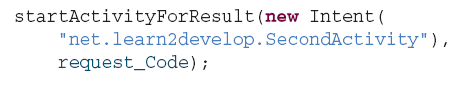 startActivityForResult(new Intent(
"net.learn2develop.SecondActivity"),
request_Code);